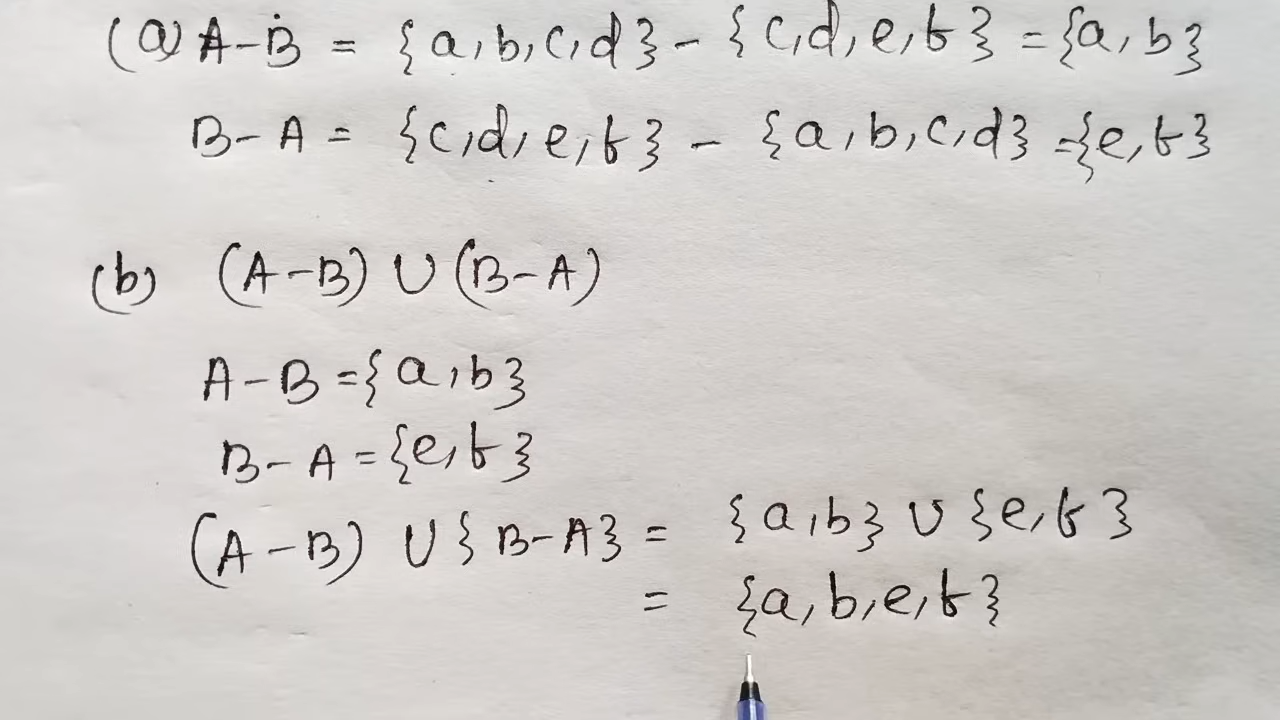 (a) A-B = {a,b,c,d} - {c,d,e,f} = {a,b}
B-A = {c,d,e,f} - {a,b,c,d} = {e,f}
(b) (A-B) ∪ (B-A)
A-B = {a,b}
B-A = {e,f}
(A-B) ∪ {B-A} = {a,b} ∪ {e,f}
= {a,b,e,f}